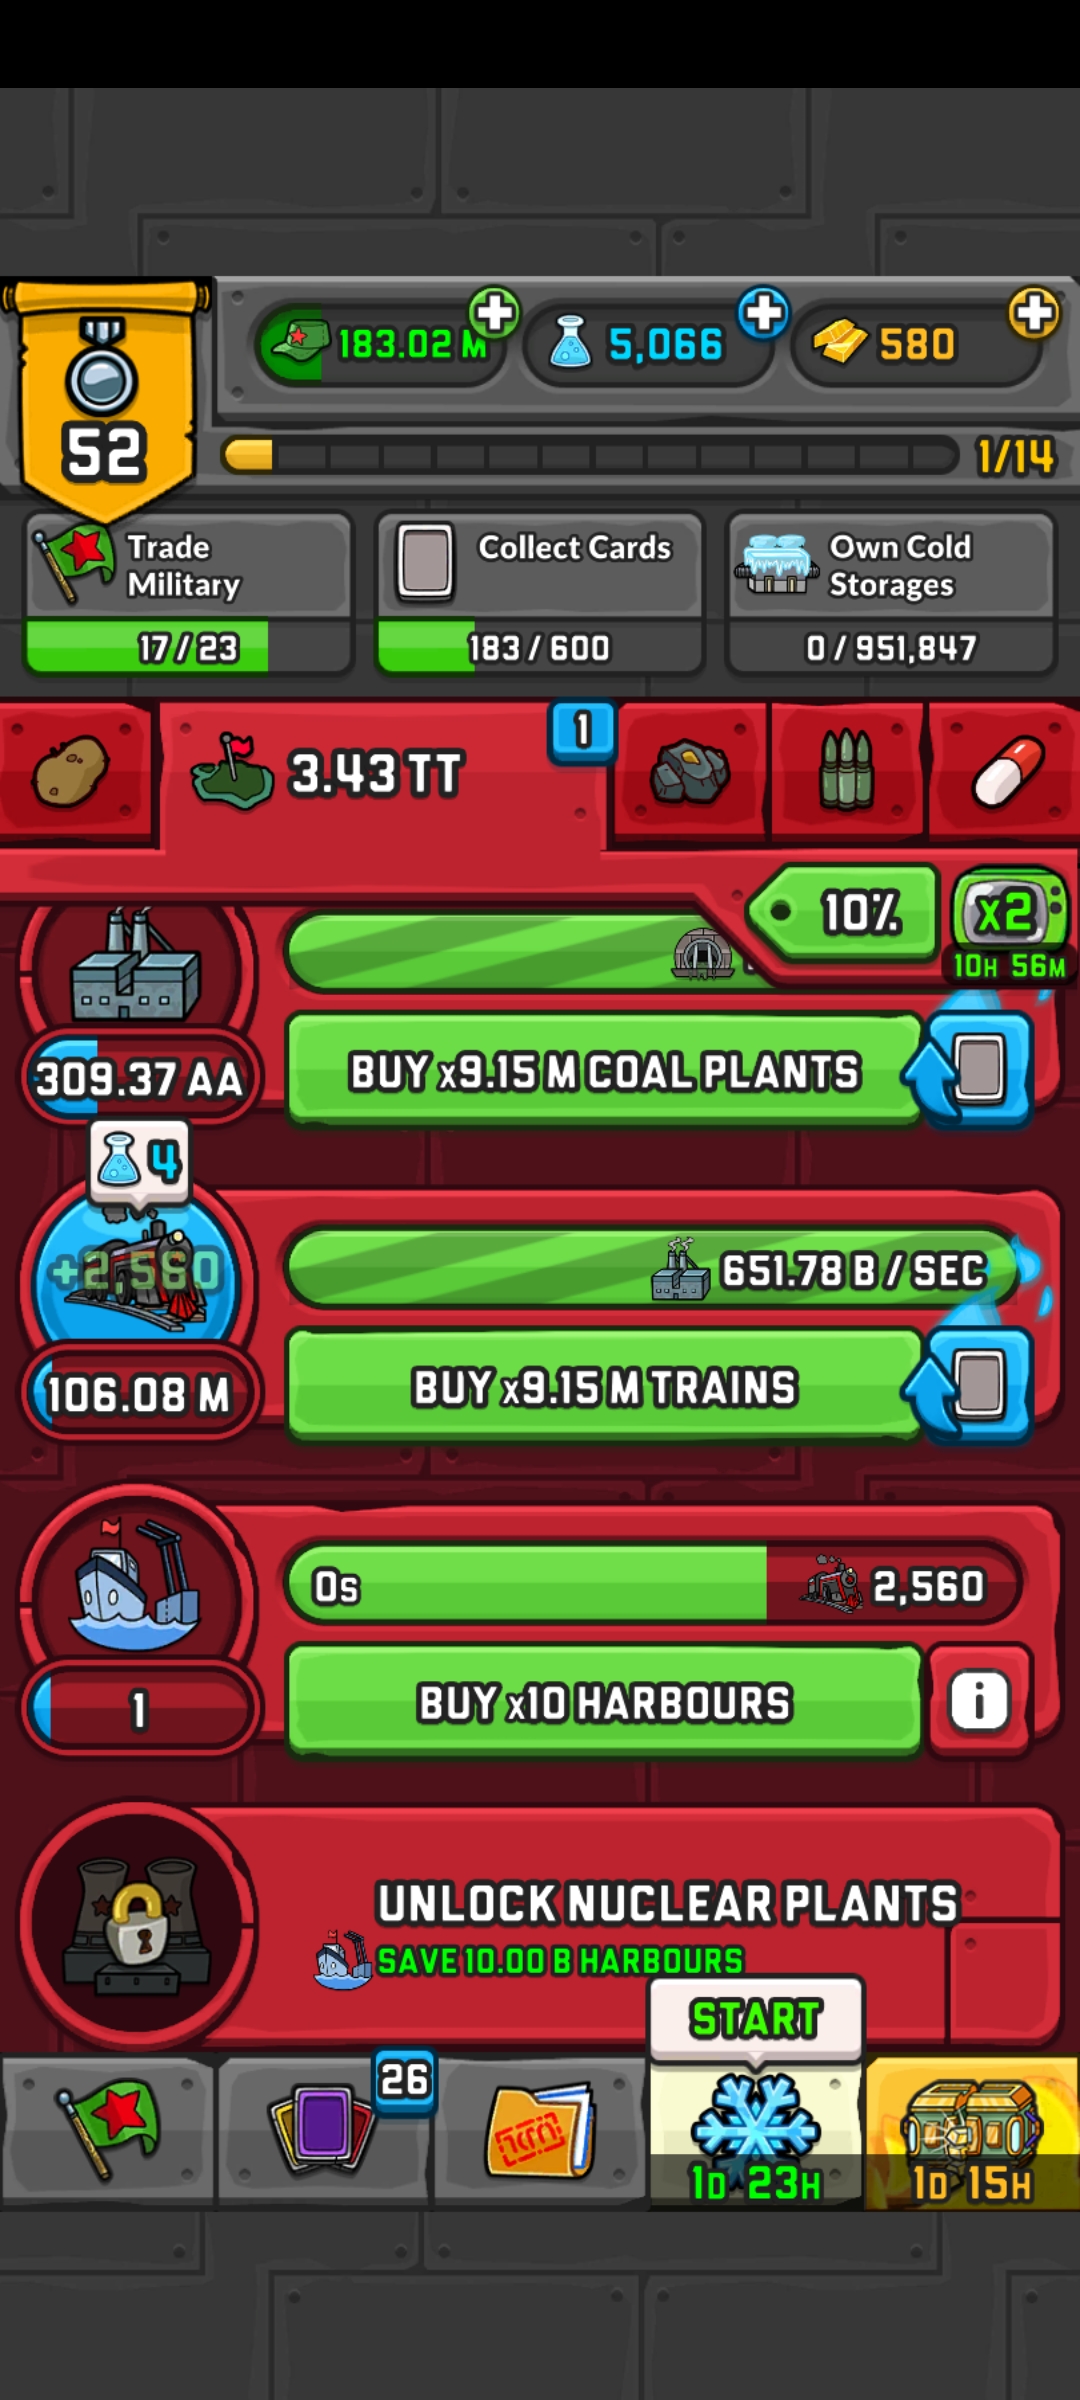 183.02 M
5,066
580
52
1/14
Trade
Military
17/23
Collect Cards
183/600
Own Cold
Storages
0/951,847
3.43 TT
1
10%
x2
10H 56M
309.37 AA
BUY x9.15 M COAL PLANTS
4
+2,560
651.78 B / SEC
106.08 M
BUY x9.15 M TRAINS
0s
2,560
1
BUY x10 HARBOURS
i
UNLOCK NUCLEAR PLANTS
SAVE 10.00 B HARBOURS
START
26
1D 23H
1D 15H